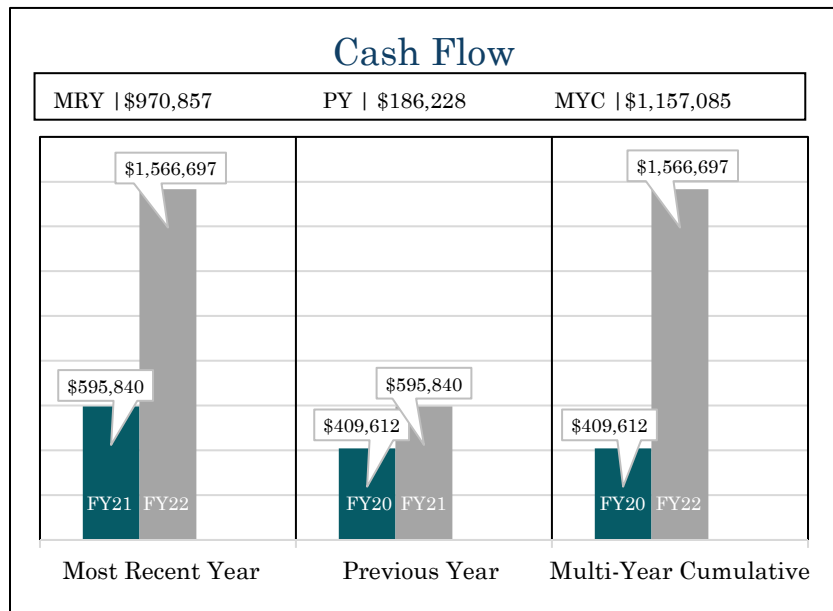 Cash Flow
MRY |$970,857 PY | $186,228 MYC |$1,157,085
$1,566,697 $1,566,697
$595,840 $595,840
$409,612 $409,612
FY21 FY22 FY20 FY21 FY20 FY22
Most Recent Year Previous Year Multi-Year Cumulative